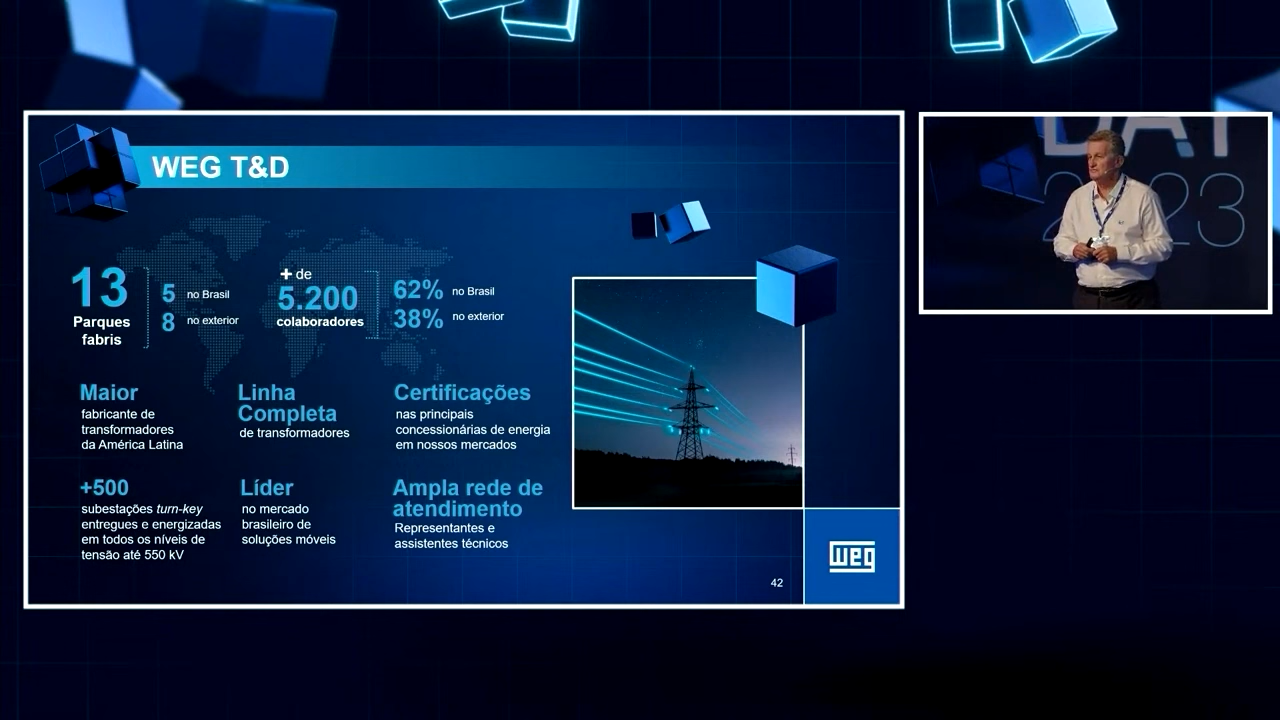 WEG T&D
13
Parques
fabris
5 no Brasil
8 no exterior
+ de
5.200
colaboradores
62% no Brasil
38% no exterior
Maior
fabricante de
transformadores
da América Latina
Linha
Completa
de transformadores
Certificações
nas principais
concessionárias de energia
em nossos mercados
+500
subestações turn-key
entregues e energizadas
em todos os níveis de
tensão até 550 kV
Líder
no mercado
brasileiro de
soluções móveis
Ampla rede de
atendimento
Representantes e
assistentes técnicos
42
weg
DAY
2023